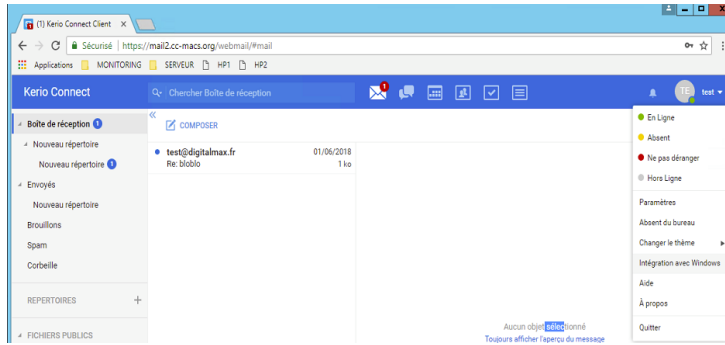 (1) Kerio Connect Client
Sécurisé https://mail2.cc-macs.org/webmail/#mail
Applications MONITORING SERVEUR HP1 HP2
Kerio Connect
Chercher Boîte de réception
1
TE
test
Boîte de réception 1
Nouveau répertoire
Nouveau répertoire 1
Envoyés
Nouveau répertoire
Brouillons
Spam
Corbeille
REPERTOIRES
FICHIERS PUBLICS
COMPOSER
test@digitalmax.fr 01/06/2018
Re: bloblo 1 ko
Aucun objet sélectionné
Toujours afficher l'aperçu du message
En Ligne
Absent
Ne pas déranger
Hors Ligne
Paramètres
Absent du bureau
Changer le thème
Intégration avec Windows
Aide
À propos
Quitter